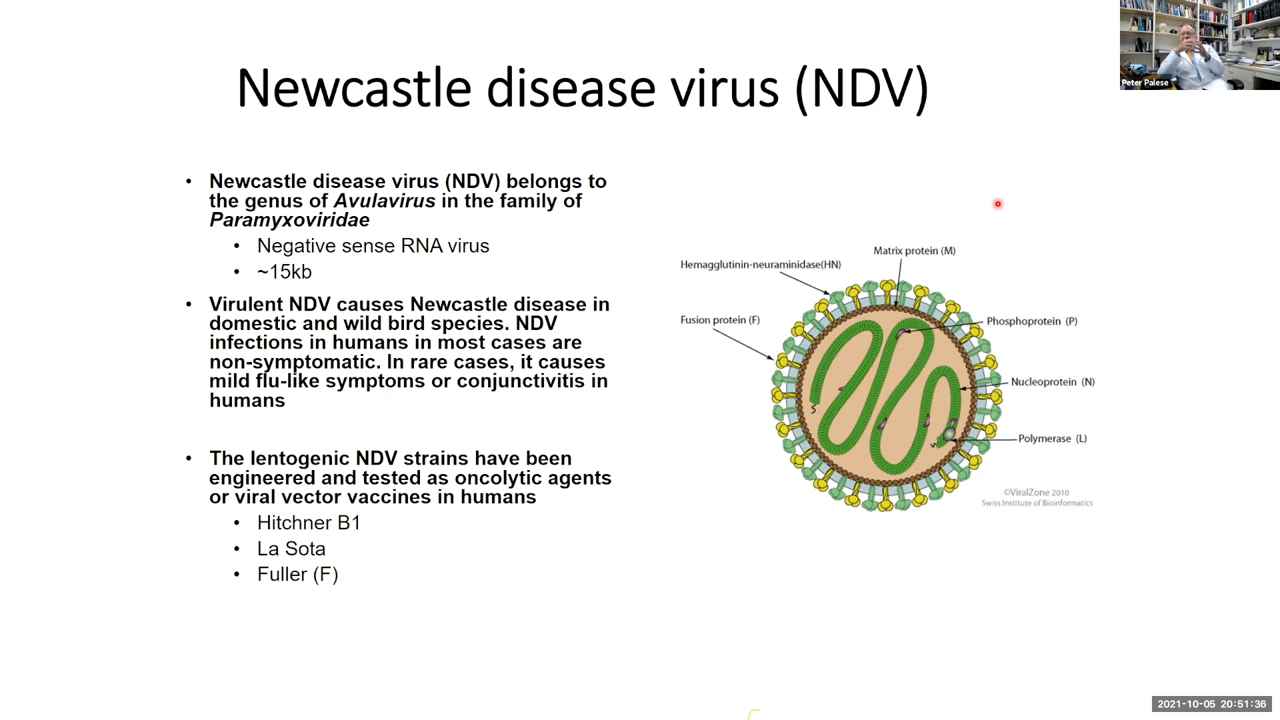 Newcastle disease virus (NDV)
Peter Palese
• Newcastle disease virus (NDV) belongs to
the genus of Avulavirus in the family of
Paramyxoviridae
• Negative sense RNA virus
• ~15kb
• Virulent NDV causes Newcastle disease in
domestic and wild bird species. NDV
infections in humans in most cases are
non-symptomatic. In rare cases, it causes
mild flu-like symptoms or conjunctivitis in
humans
• The lentogenic NDV strains have been
engineered and tested as oncolytic agents
or viral vector vaccines in humans
• Hitchner B1
• La Sota
• Fuller (F)
Matrix protein (M)
Hemagglutinin-neuraminidase(HN)
Fusion protein (F)
Phosphoprotein (P)
Nucleoprotein (N)
Polymerase (L)
©ViralZone 2010
Swiss Institute of Bioinformatics
2021-10-05 20:51:36